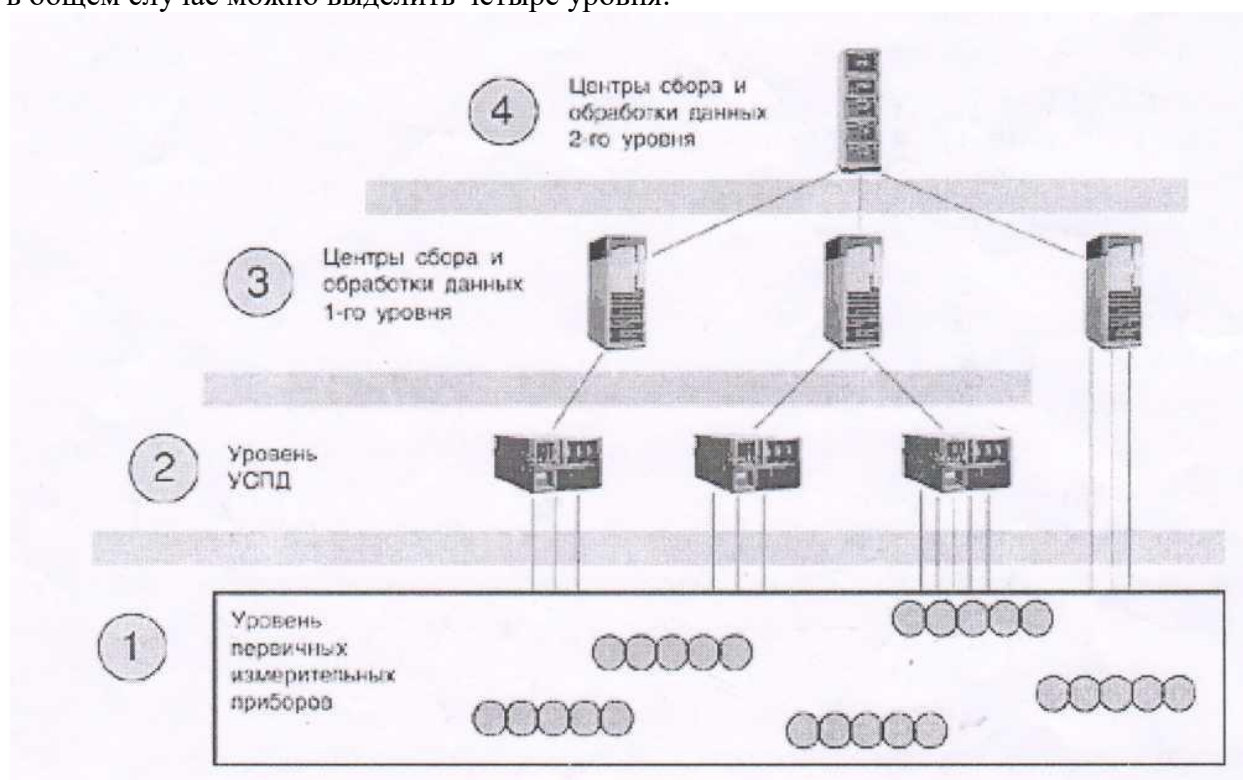 в общем случае можно выделить четыре уровня:
4
Центры сбора и
обработки данных
2-го уровня
3
Центры сбора и
обработки данных
1-го уровня
2
Уровень
УСПД
1
Уровень
первичных
измерительных
приборов